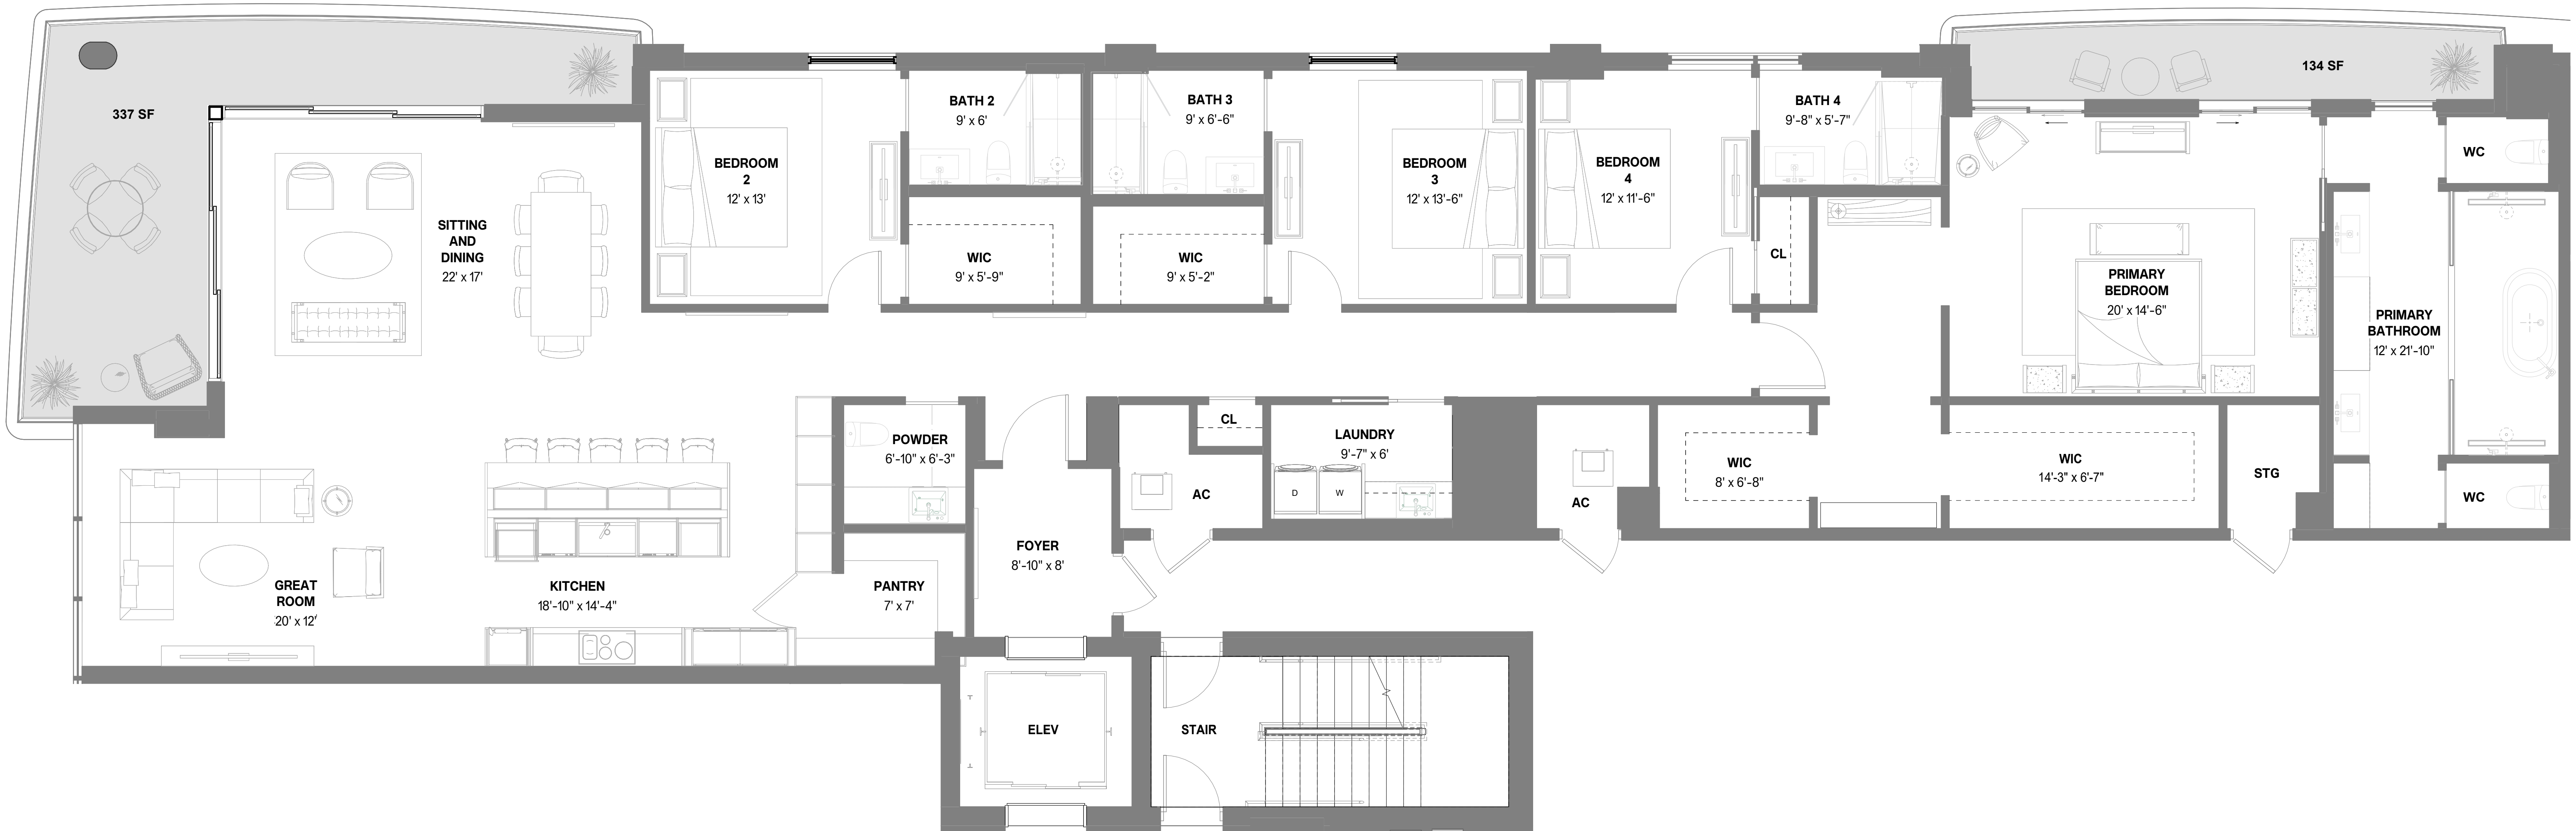 337 SF
134 SF
SITTING
AND
DINING
22' x 17'
BEDROOM
2
12' x 13'
BATH 2
9' x 6'
WIC
9' x 5'-9"
BATH 3
9' x 6'-6"
WIC
9' x 5'-2"
BEDROOM
3
12' x 13'-6"
BEDROOM
4
12' x 11'-6"
BATH 4
9'-8" x 5'-7"
CL
PRIMARY
BEDROOM
20' x 14'-6"
WC
PRIMARY
BATHROOM
12' x 21'-10"
WC
GREAT
ROOM
20' x 12'
KITCHEN
18'-10" x 14'-4"
POWDER
6'-10" x 6'-3"
PANTRY
7' x 7'
FOYER
8'-10" x 8'
CL
AC
LAUNDRY
9'-7" x 6'
D
W
AC
WIC
8' x 6'-8"
WIC
14'-3" x 6'-7"
STG
ELEV
STAIR